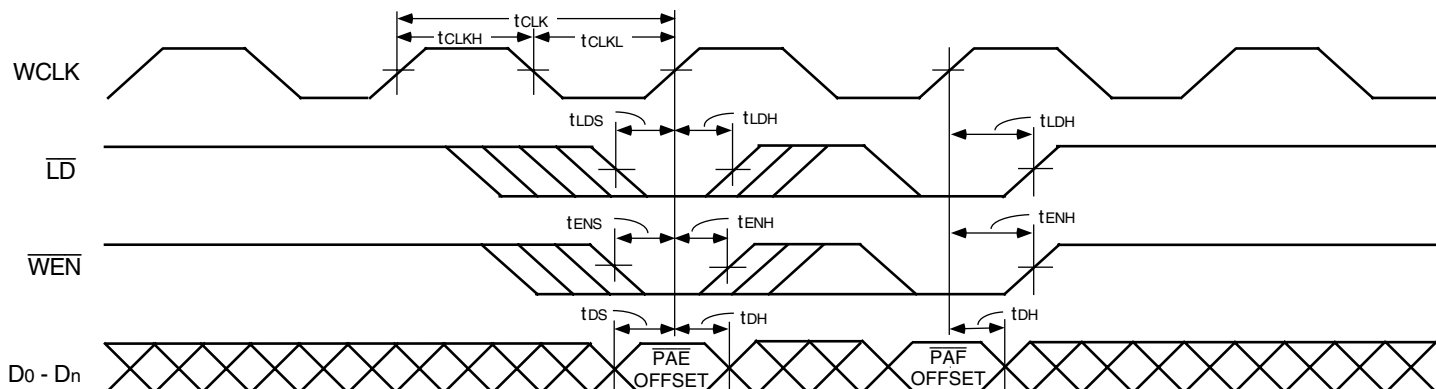 tCLK
tCLKH tCLKL
WCLK
tLDS tLDH tLDH
LD
tENS tENH tENH
WEN
tDS tDH tDH
D0 - Dn PAE OFFSET PAF OFFSET